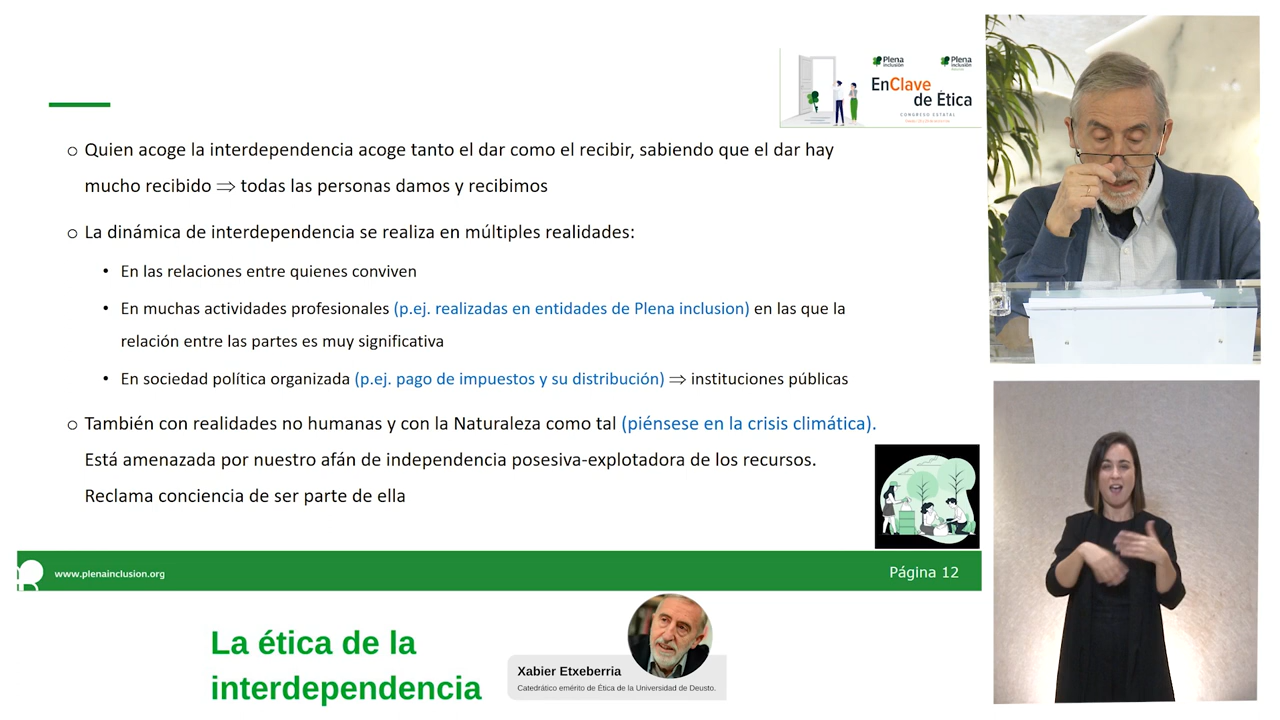 Plena
inclusión
Plena
inclusión
EnClave
de Ética
CONGRESO ESTATAL
Quien acoge la interdependencia acoge tanto el dar como el recibir, sabiendo que el dar hay
mucho recibido ⇒ todas las personas damos y recibimos
La dinámica de interdependencia se realiza en múltiples realidades:
• En las relaciones entre quienes conviven
• En muchas actividades profesionales (p.ej. realizadas en entidades de Plena inclusion) en las que la
relación entre las partes es muy significativa
• En sociedad política organizada (p.ej. pago de impuestos y su distribución) ⇒ instituciones públicas
También con realidades no humanas y con la Naturaleza como tal (piénsese en la crisis climática).
Está amenazada por nuestro afán de independencia posesiva-explotadora de los recursos.
Reclama conciencia de ser parte de ella
www.plenainclusion.org
Página 12
La ética de la
interdependencia
Xabier Etxeberria
Catedrático emérito de Ética de la Universidad de Deusto.